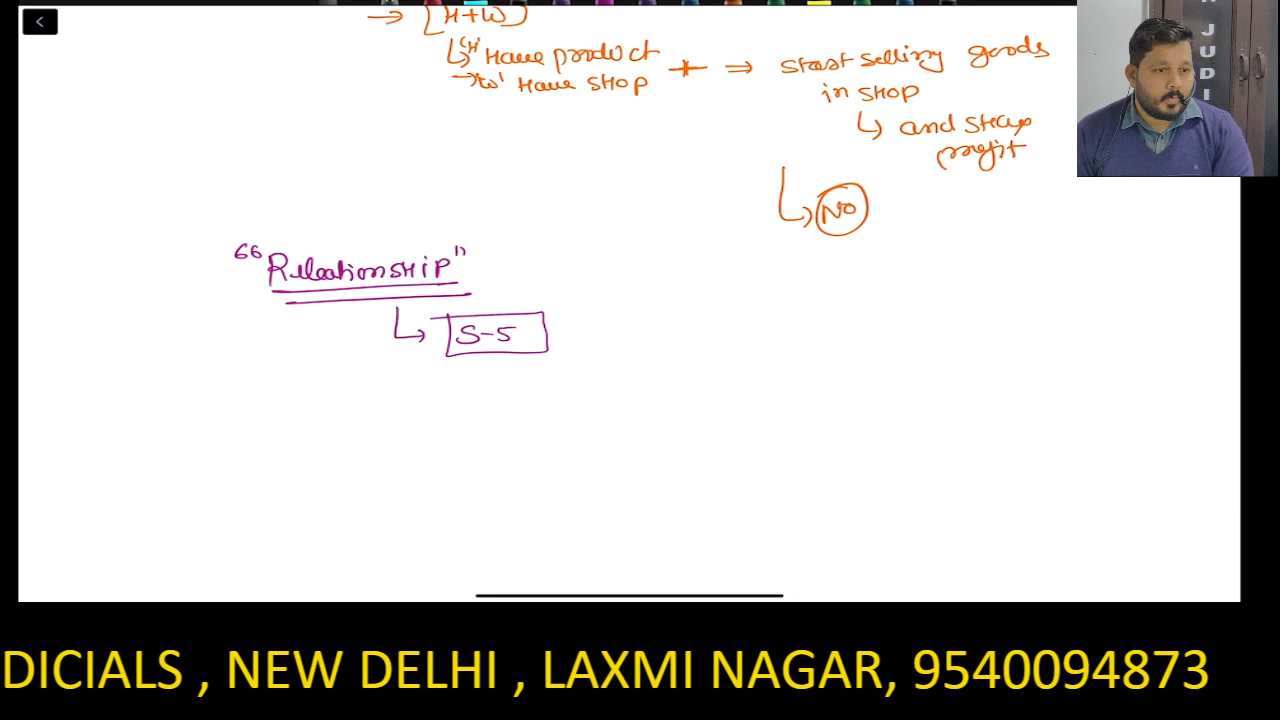 → [H+W]
"H" Have product
→ 'W' Have SHOP + ⇒ start selling goods
in SHOP
and SHare
profit
No
"Relationship"
S-5
JUDI
DICIALS , NEW DELHI , LAXMI NAGAR, 9540094873